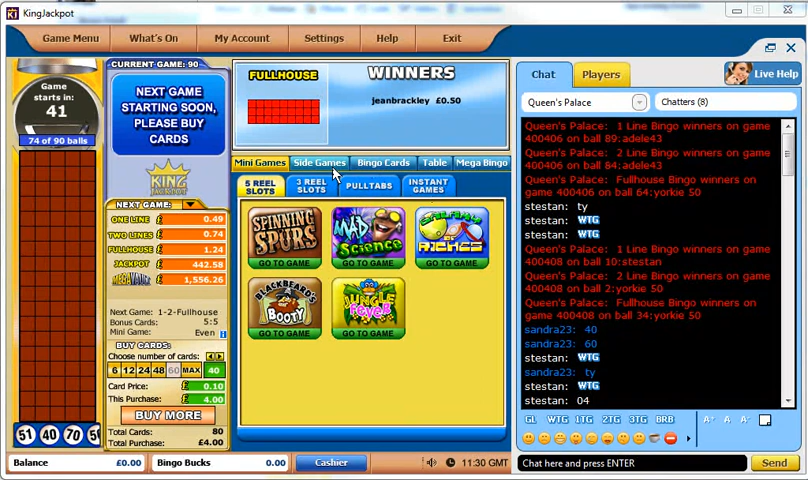 KingJackpot
Game Menu
What's On
My Account
Settings
Help
Exit
Game
starts in:
41
74 of 90 balls
51 40 70
CURRENT GAME: 90
NEXT GAME
STARTING SOON,
PLEASE BUY
CARDS
KING
JACKPOT
NEXT GAME:
ONE LINE £ 0.49
TWO LINES £ 0.74
FULLHOUSE £ 1.24
JACKPOT £ 442.58
MEGAVAULT £ 1,556.26
Next Game: 1-2-Fullhouse
Bonus Cards: 5:5
Mini Game: Even
BUY CARDS:
Choose number of cards:
6 12 24 48 60 MAX 40
Card Price: £ 0.10
This Purchase: £ 4.00
BUY MORE
Total Cards: 80
Total Purchase: £4.00
FULLHOUSE
WINNERS
jeanbrackley £0.50
Mini Games
Side Games
Bingo Cards
Table
Mega Bingo
5 REEL
SLOTS
3 REEL
SLOTS
PULLTABS
INSTANT
GAMES
SPINNING
SPURS
GO TO GAME
MAD
Science
GO TO GAME
SALAMI
OF
RICHES
GO TO GAME
BLACKBEARD'S
BOOTY
GO TO GAME
JUNGLE
FEVER
GO TO GAME
Chat
Players
Live Help
Queen's Palace
Chatters (8)
Queen's Palace: 1 Line Bingo winners on game
400406 on ball 89:adele43
Queen's Palace: 2 Line Bingo winners on game
400406 on ball 64:adele43
Queen's Palace: Fullhouse Bingo winners on
game 400406 on ball 64:yorkie 50
stestan: ty
stestan: WTG
stestan: WTG
Queen's Palace: 1 Line Bingo winners on game
400408 on ball 10:stestan
Queen's Palace: 2 Line Bingo winners on game
400408 on ball 2:yorkie 50
Queen's Palace: Fullhouse Bingo winners on
game 400408 on ball 34:yorkie 50
sandra23: 40
sandra23: 60
stestan: WTG
sandra23: ty
stestan: WTG
stestan: 04
GL WTG 1TG 2TG 3TG BRB
A+ A A-
Balance £0.00
Bingo Bucks 0.00
Cashier
11:30 GMT
Chat here and press ENTER
Send